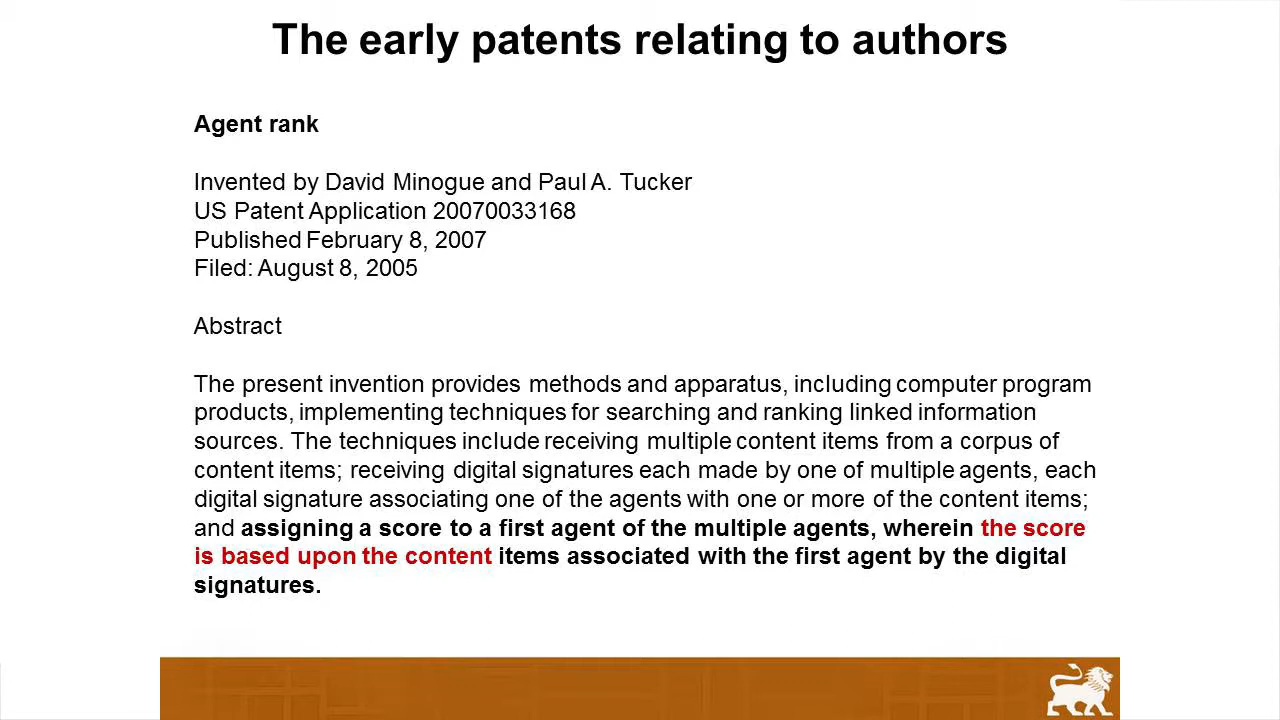 The early patents relating to authors
Agent rank
Invented by David Minogue and Paul A. Tucker
US Patent Application 20070033168
Published February 8, 2007
Filed: August 8, 2005
Abstract
The present invention provides methods and apparatus, including computer program
products, implementing techniques for searching and ranking linked information
sources. The techniques include receiving multiple content items from a corpus of
content items; receiving digital signatures each made by one of multiple agents, each
digital signature associating one of the agents with one or more of the content items;
and assigning a score to a first agent of the multiple agents, wherein the score
is based upon the content items associated with the first agent by the digital
signatures.